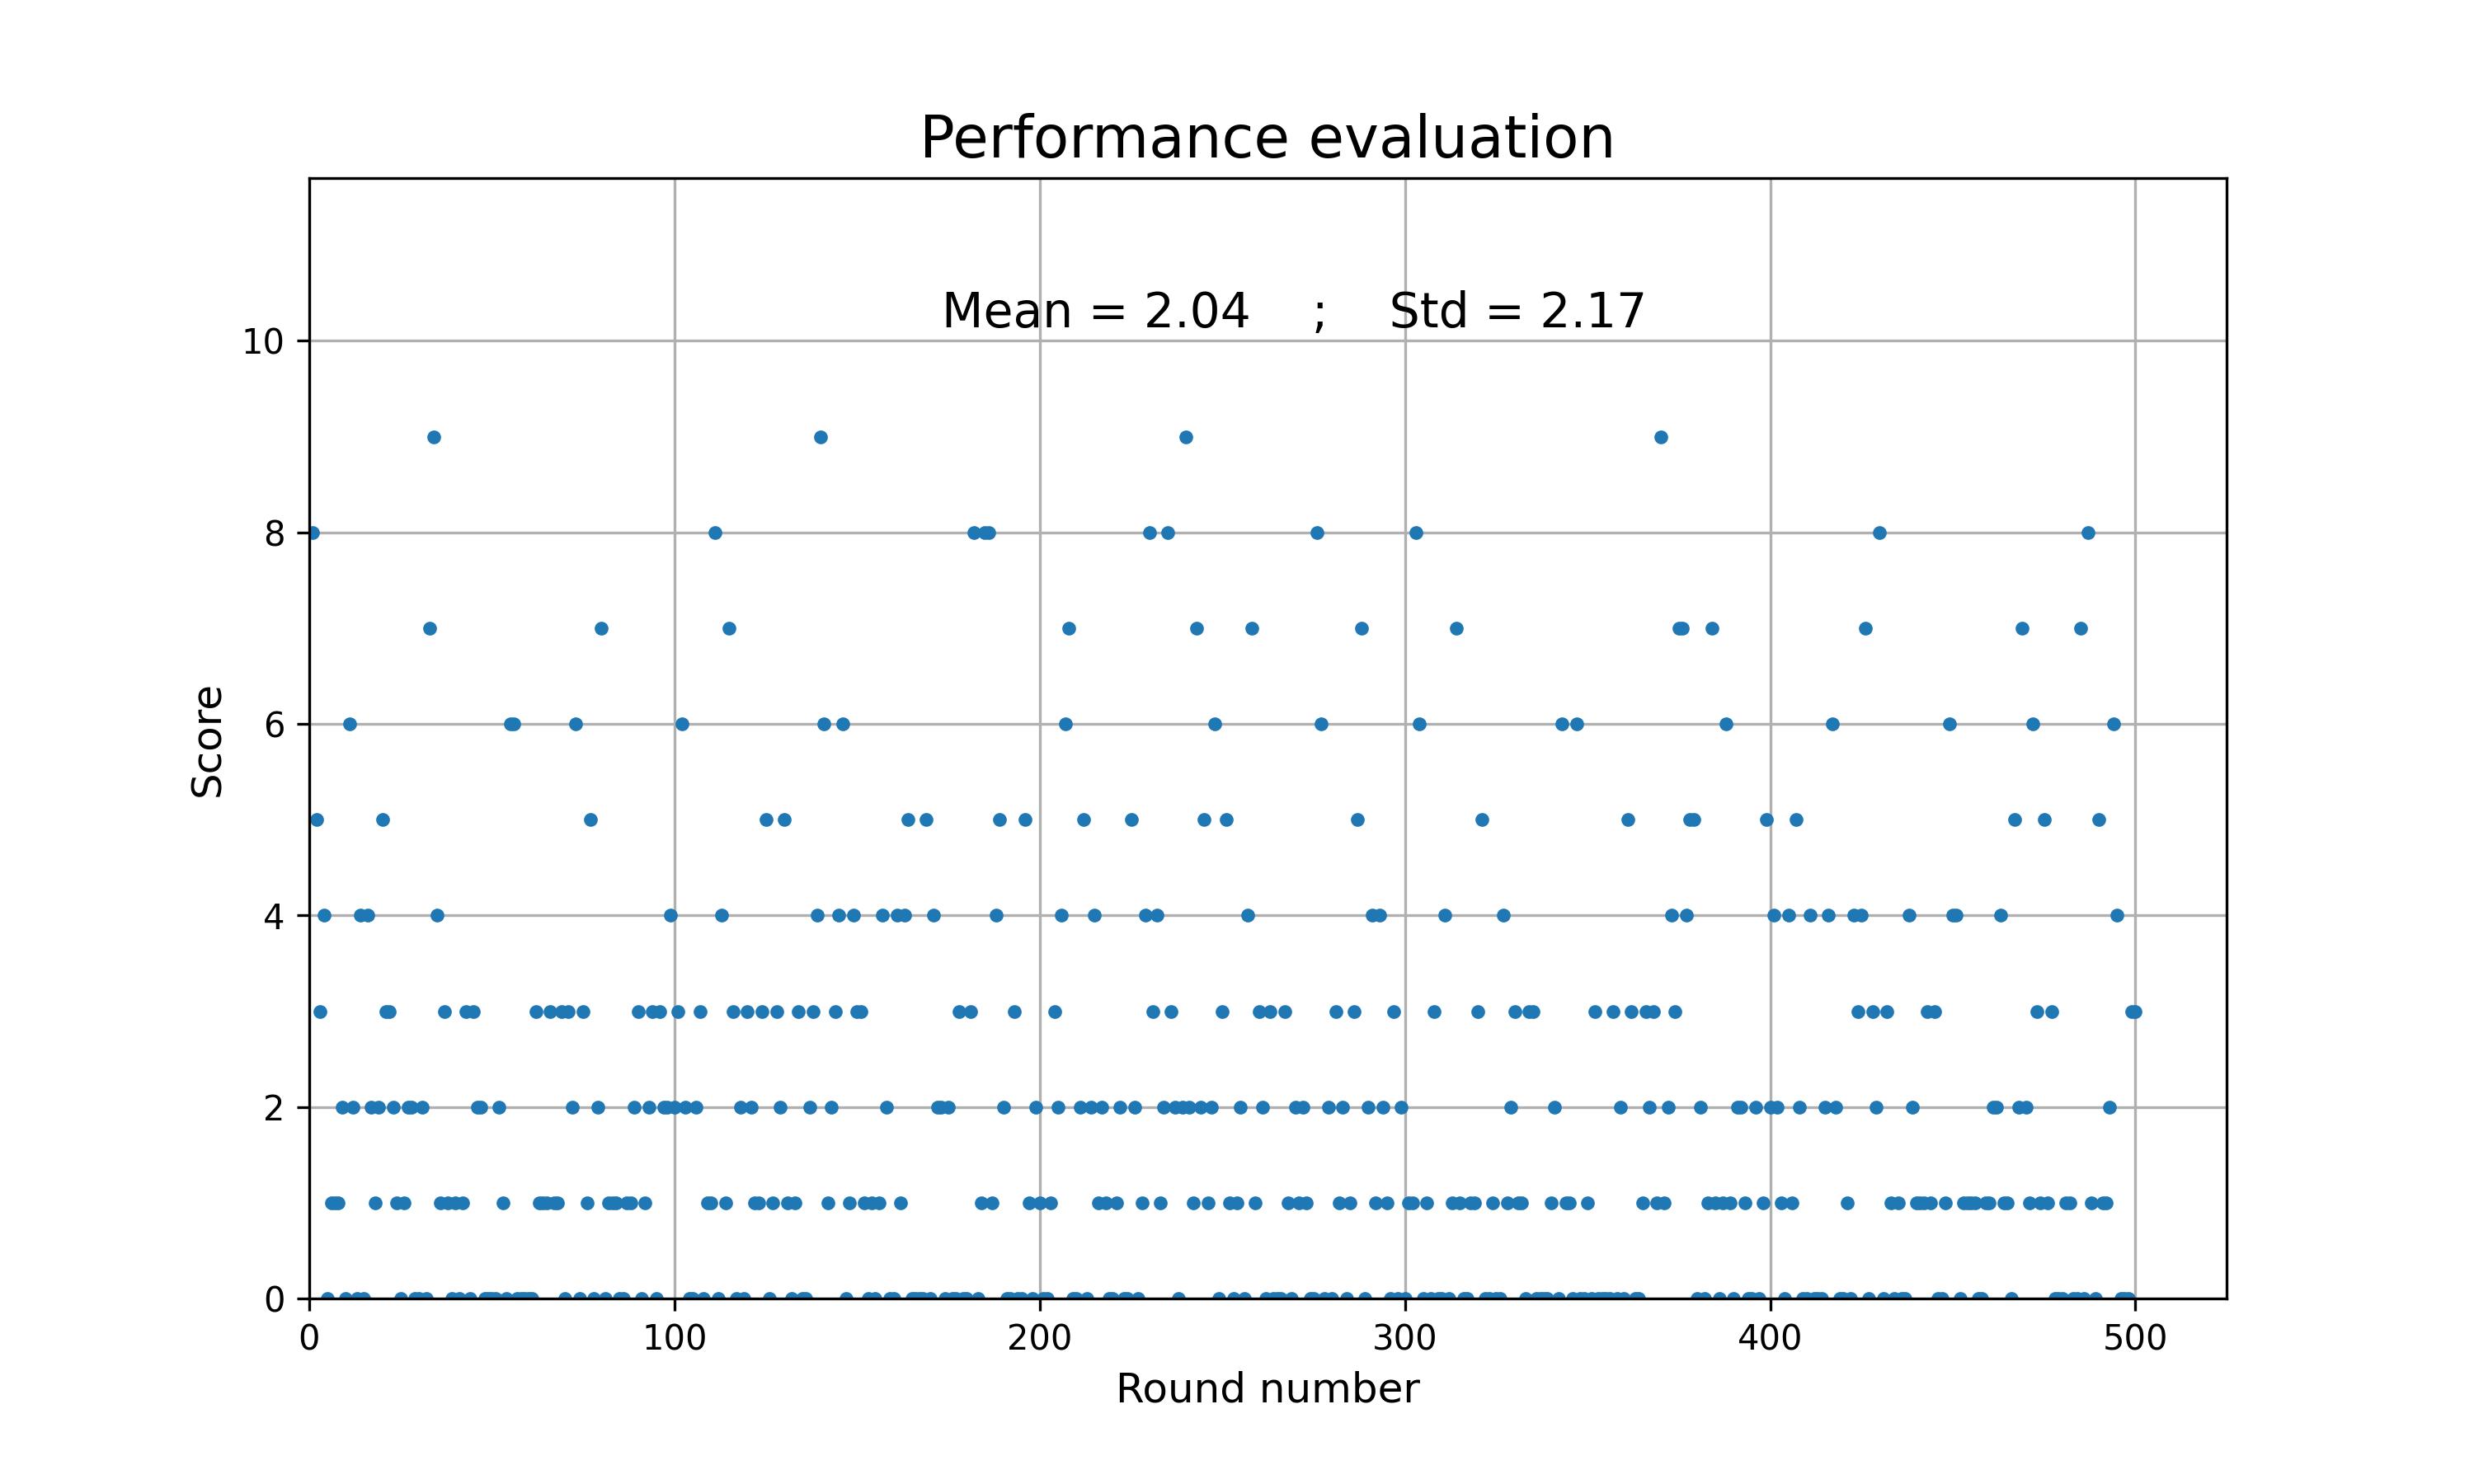 Performance evaluation
Mean = 2.04 ; Std = 2.17
10
8
6
4
2
0
Score
0 100 200 300 400 500
Round number